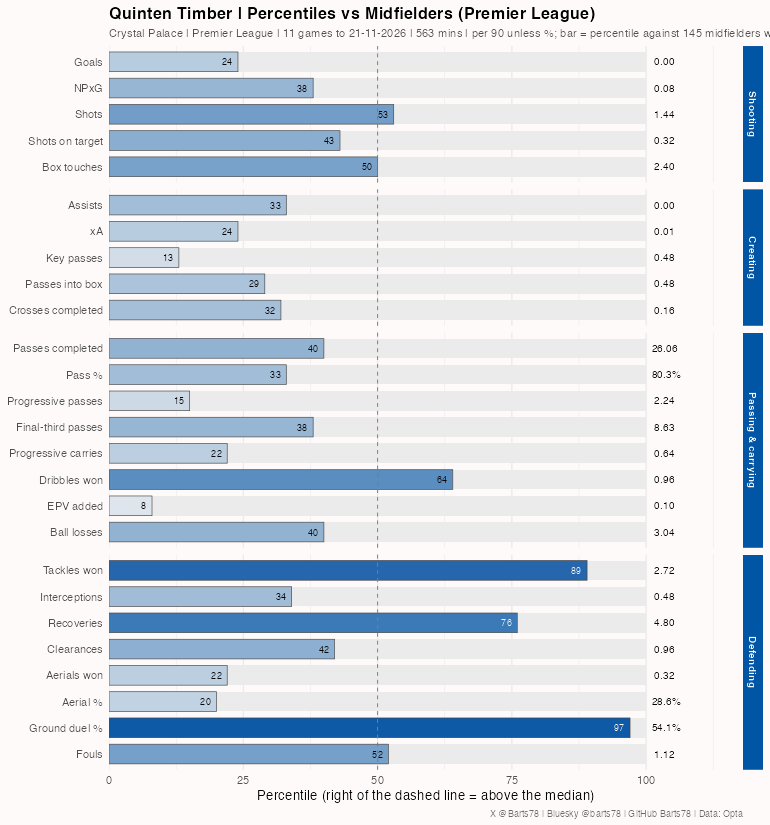 Quinten Timber | Percentiles vs Midfielders (Premier League)
Crystal Palace | Premier League | 11 games to 21-11-2026 | 563 mins | per 90 unless %; bar = percentile against 145 midfielders w
Goals 24 0.00
NPxG 38 0.08
Shots 53 1.44
Shots on target 43 0.32
Box touches 50 2.40
Shooting
Assists 33 0.00
xA 24 0.01
Key passes 13 0.48
Passes into box 29 0.48
Crosses completed 32 0.16
Creating
Passes completed 40 26.06
Pass % 33 80.3%
Progressive passes 15 2.24
Final-third passes 38 8.63
Progressive carries 22 0.64
Dribbles won 64 0.96
EPV added 8 0.10
Ball losses 40 3.04
Passing & carrying
Tackles won 89 2.72
Interceptions 34 0.48
Recoveries 76 4.80
Clearances 42 0.96
Aerials won 22 0.32
Aerial % 20 28.6%
Ground duel % 97 54.1%
Fouls 52 1.12
Defending
0 25 50 75 100
Percentile (right of the dashed line = above the median)
X @Barts78 | Bluesky @barts78 | GitHub Barts78 | Data: Opta